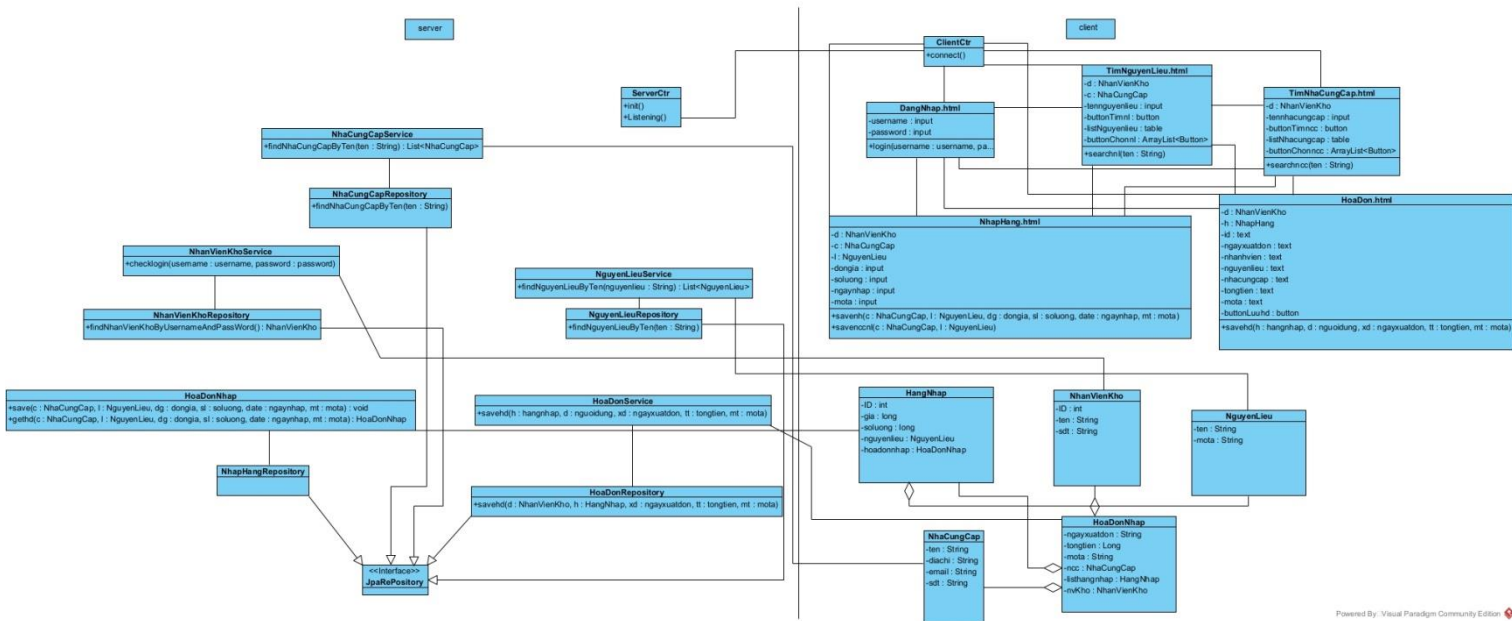 server
client
ClientCtr
+connect()
ServerCtr
+init()
+Listening()
TimNguyenLieu.html
-d : NhanVienKho
-c : NhaCungCap
-tennguyenlieu : input
-buttonTimnl : button
-listNguyenlieu : table
-buttonChonnl : ArrayList<Button>
+searchnl(ten : String)
TimNhaCungCap.html
-d : NhanVienKho
-tennhacungcap : input
-buttonTimncc : button
-listNhacungcap : table
-buttonChonncc : ArrayList<Button>
+searchncc(ten : String)
DangNhap.html
-username : input
-password : input
+login(username : username, pa...
NhaCungCapService
+findNhaCungCapByTen(ten : String) : List<NhaCungCap>
NhaCungCapRepository
+findNhaCungCapByTen(ten : String)
NhapHang.html
-d : NhanVienKho
-c : NhaCungCap
-l : NguyenLieu
-dongia : input
-soluong : input
-ngaynhap : input
-mota : input
+savenh(c : NhaCungCap, l : NguyenLieu, dg : dongia, sl : soluong, date : ngaynhap, mt : mota)
+savenccnl(c : NhaCungCap, l : NguyenLieu)
HoaDon.html
-d : NhanVienKho
-h : NhapHang
-id : text
-ngayxuatdon : text
-nhanhvien : text
-nguyenlieu : text
-nhacungcap : text
-tongtien : text
-mota : text
-buttonLuuhd : button
+savehd(h : hangnhap, d : nguoidung, xd : ngayxuatdon, tt : tongtien, mt : mota)
NhanVienKhoService
+checklogin(username : username, password : password)
NhanVienKhoRepository
+findNhanVienKhoByUsernameAndPassWord() : NhanVienKho
NguyenLieuService
+findNguyenLieuByTen(nguyenlieu : String) : List<NguyenLieu>
NguyenLieuRepository
+findNguyenLieuByTen(ten : String)
HoaDonNhap
+save(c : NhaCungCap, l : NguyenLieu, dg : dongia, sl : soluong, date : ngaynhap, mt : mota) : void
+gethd(c : NhaCungCap, l : NguyenLieu, dg : dongia, sl : soluong, date : ngaynhap, mt : mota) : HoaDonNhap
HoaDonService
+savehd(h : hangnhap, d : nguoidung, xd : ngayxuatdon, tt : tongtien, mt : mota)
HangNhap
-ID : int
-gia : long
-soluong : long
-nguyenlieu : NguyenLieu
-hoadonnhap : HoaDonNhap
NhanVienKho
-ID : int
-ten : String
-sdt : String
NguyenLieu
-ten : String
-mota : String
NhapHangRepository
HoaDonRepository
+savehd(d : NhanVienKho, h : HangNhap, xd : ngayxuatdon, tt : tongtien, mt : mota)
<<Interface>>
JpaRePository
NhaCungCap
-ten : String
-diachi : String
-email : String
-sdt : String
HoaDonNhap
-ngayxuatdon : String
-tongtien : Long
-mota : String
-ncc : NhaCungCap
-listhangnhap : HangNhap
-nvKho : NhanVienKho
Powered By: Visual Paradigm Community Edition